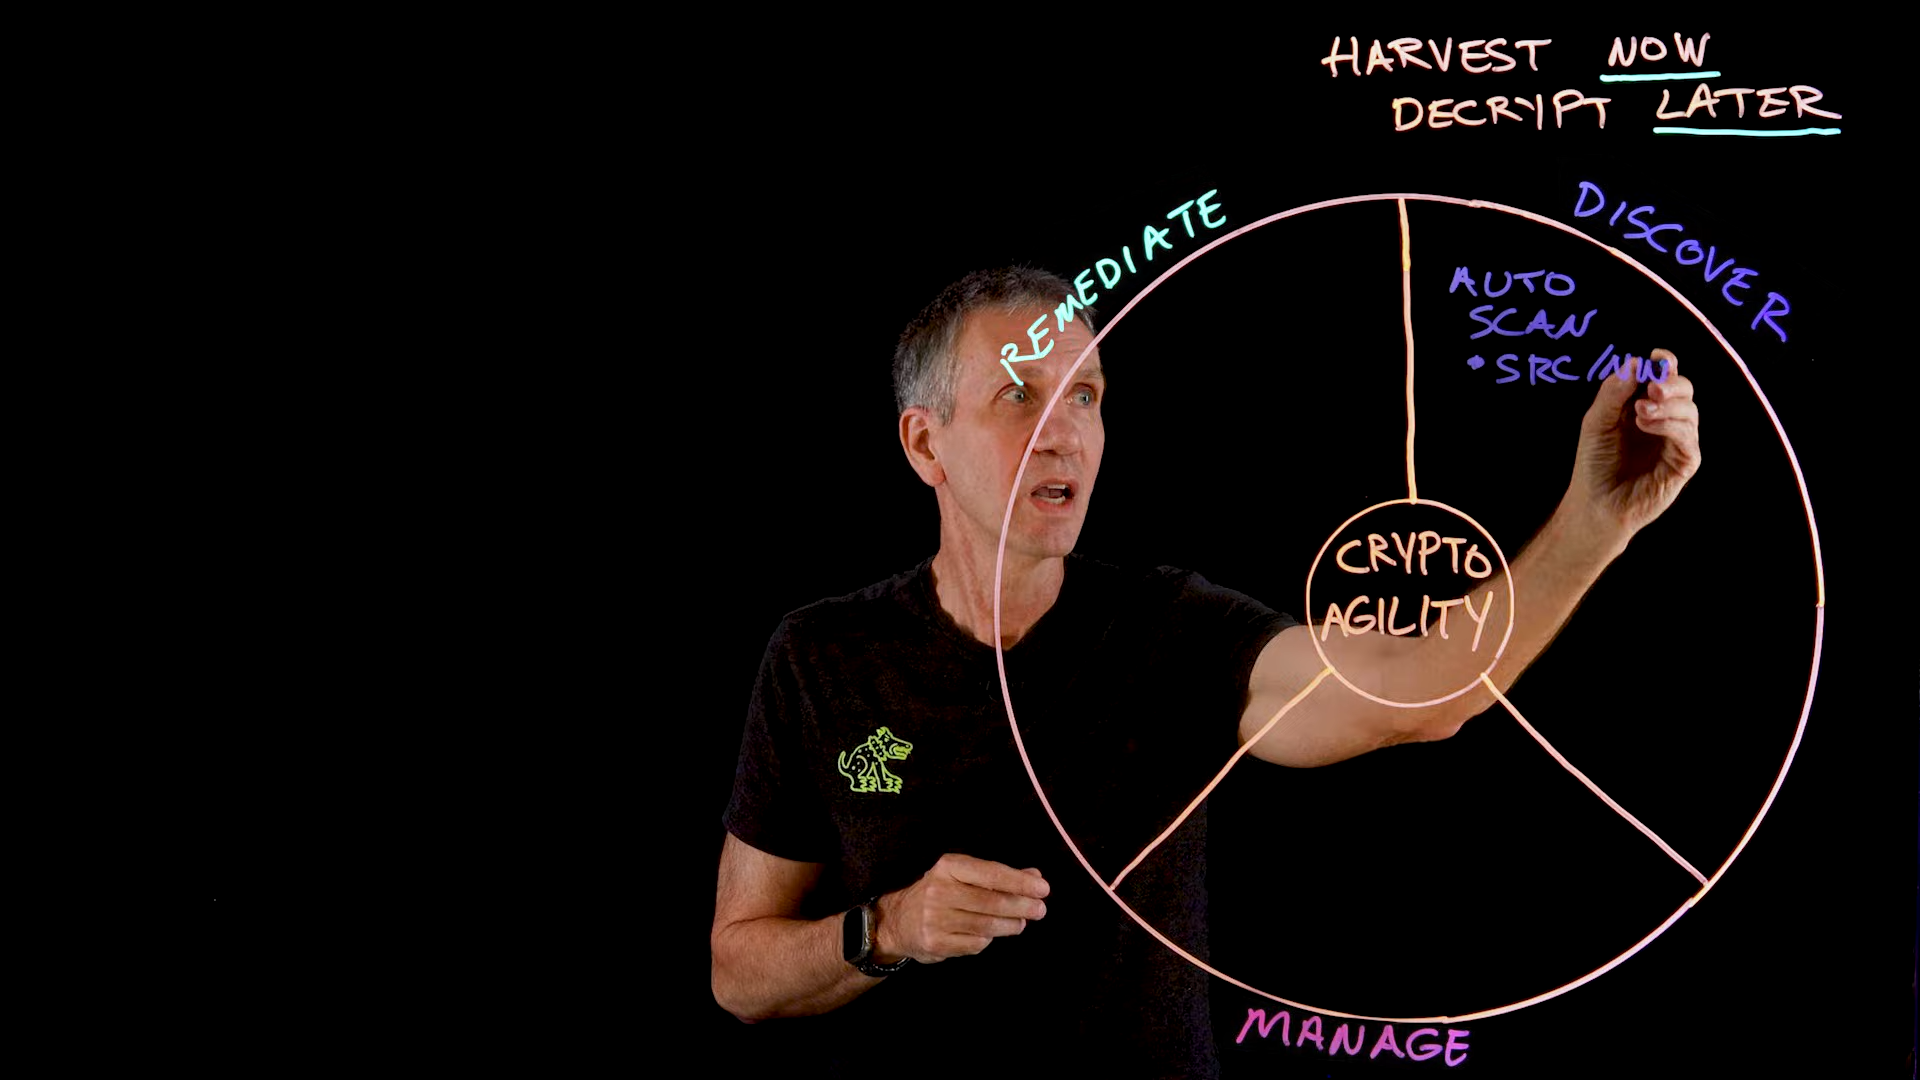 HARVEST NOW
DECRYPT LATER
REMEDIATE
DISCOVER
AUTO
SCAN
• SRC/NW
CRYPTO
AGILITY
MANAGE